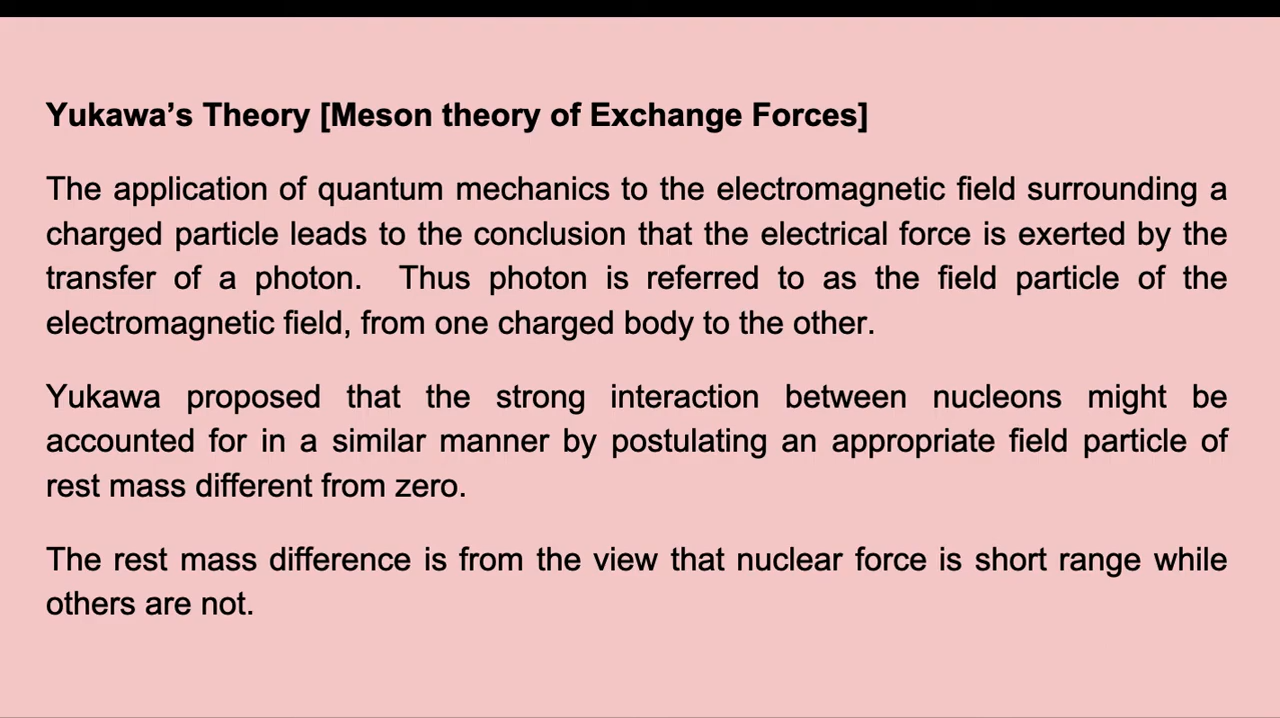 Yukawa’s Theory [Meson theory of Exchange Forces]
The application of quantum mechanics to the electromagnetic field surrounding a
charged particle leads to the conclusion that the electrical force is exerted by the
transfer of a photon.  Thus photon is referred to as the field particle of the
electromagnetic field, from one charged body to the other.
Yukawa proposed that the strong interaction between nucleons might be
accounted for in a similar manner by postulating an appropriate field particle of
rest mass different from zero.
The rest mass difference is from the view that nuclear force is short range while
others are not.